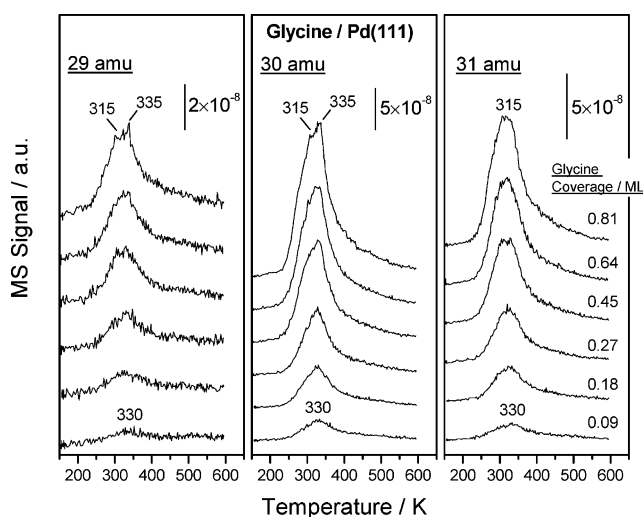 Glycine / Pd(111)
29 amu
30 amu
31 amu
315
335
2×10⁻⁸
315
335
5×10⁻⁸
315
5×10⁻⁸
Glycine
Coverage / ML
0.81
0.64
0.45
0.27
0.18
0.09
330
330
330
MS Signal / a.u.
200 300 400 500 600
200 300 400 500 600
200 300 400 500 600
Temperature / K